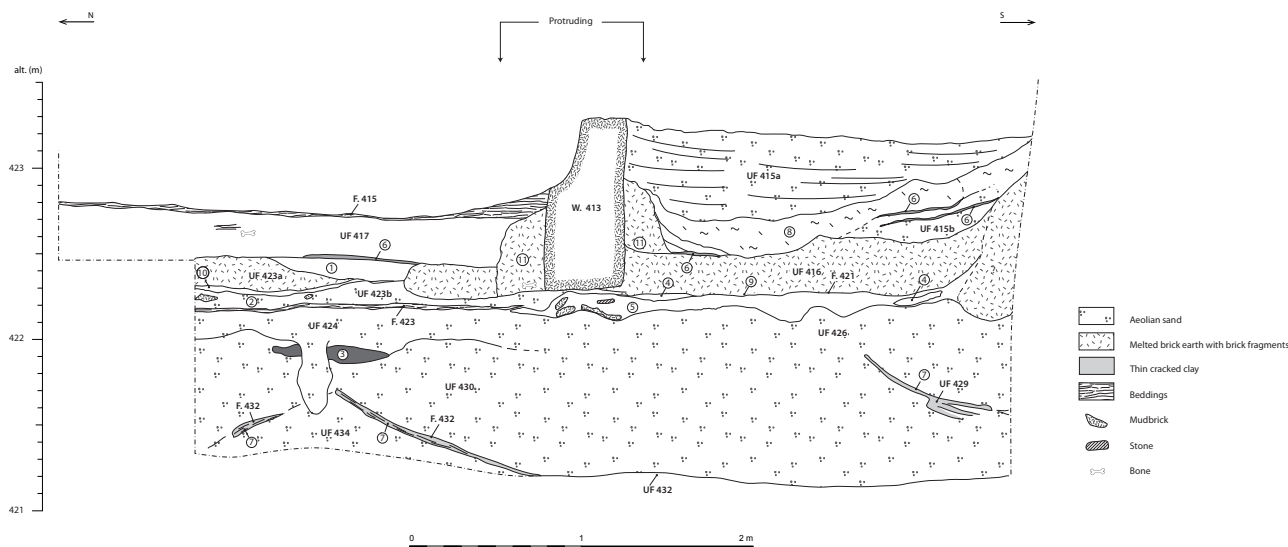 N
Protruding
S
alt. (m)
423
422
421
F. 415
W. 413
UF 415a
6
6
UF 415b
8
UF 417
6
11
11
6
10
UF 423a
1
UF 416
F. 421
4
9
4
?
2
UF 423b
F. 423
5
UF 424
UF 426
3
7
UF 429
UF 430
F. 432
F. 432
7
UF 434
7
UF 432
0
1
2 m
Aeolian sand
Melted brick earth with brick fragments
Thin cracked clay
Beddings
Mudbrick
Stone
Bone